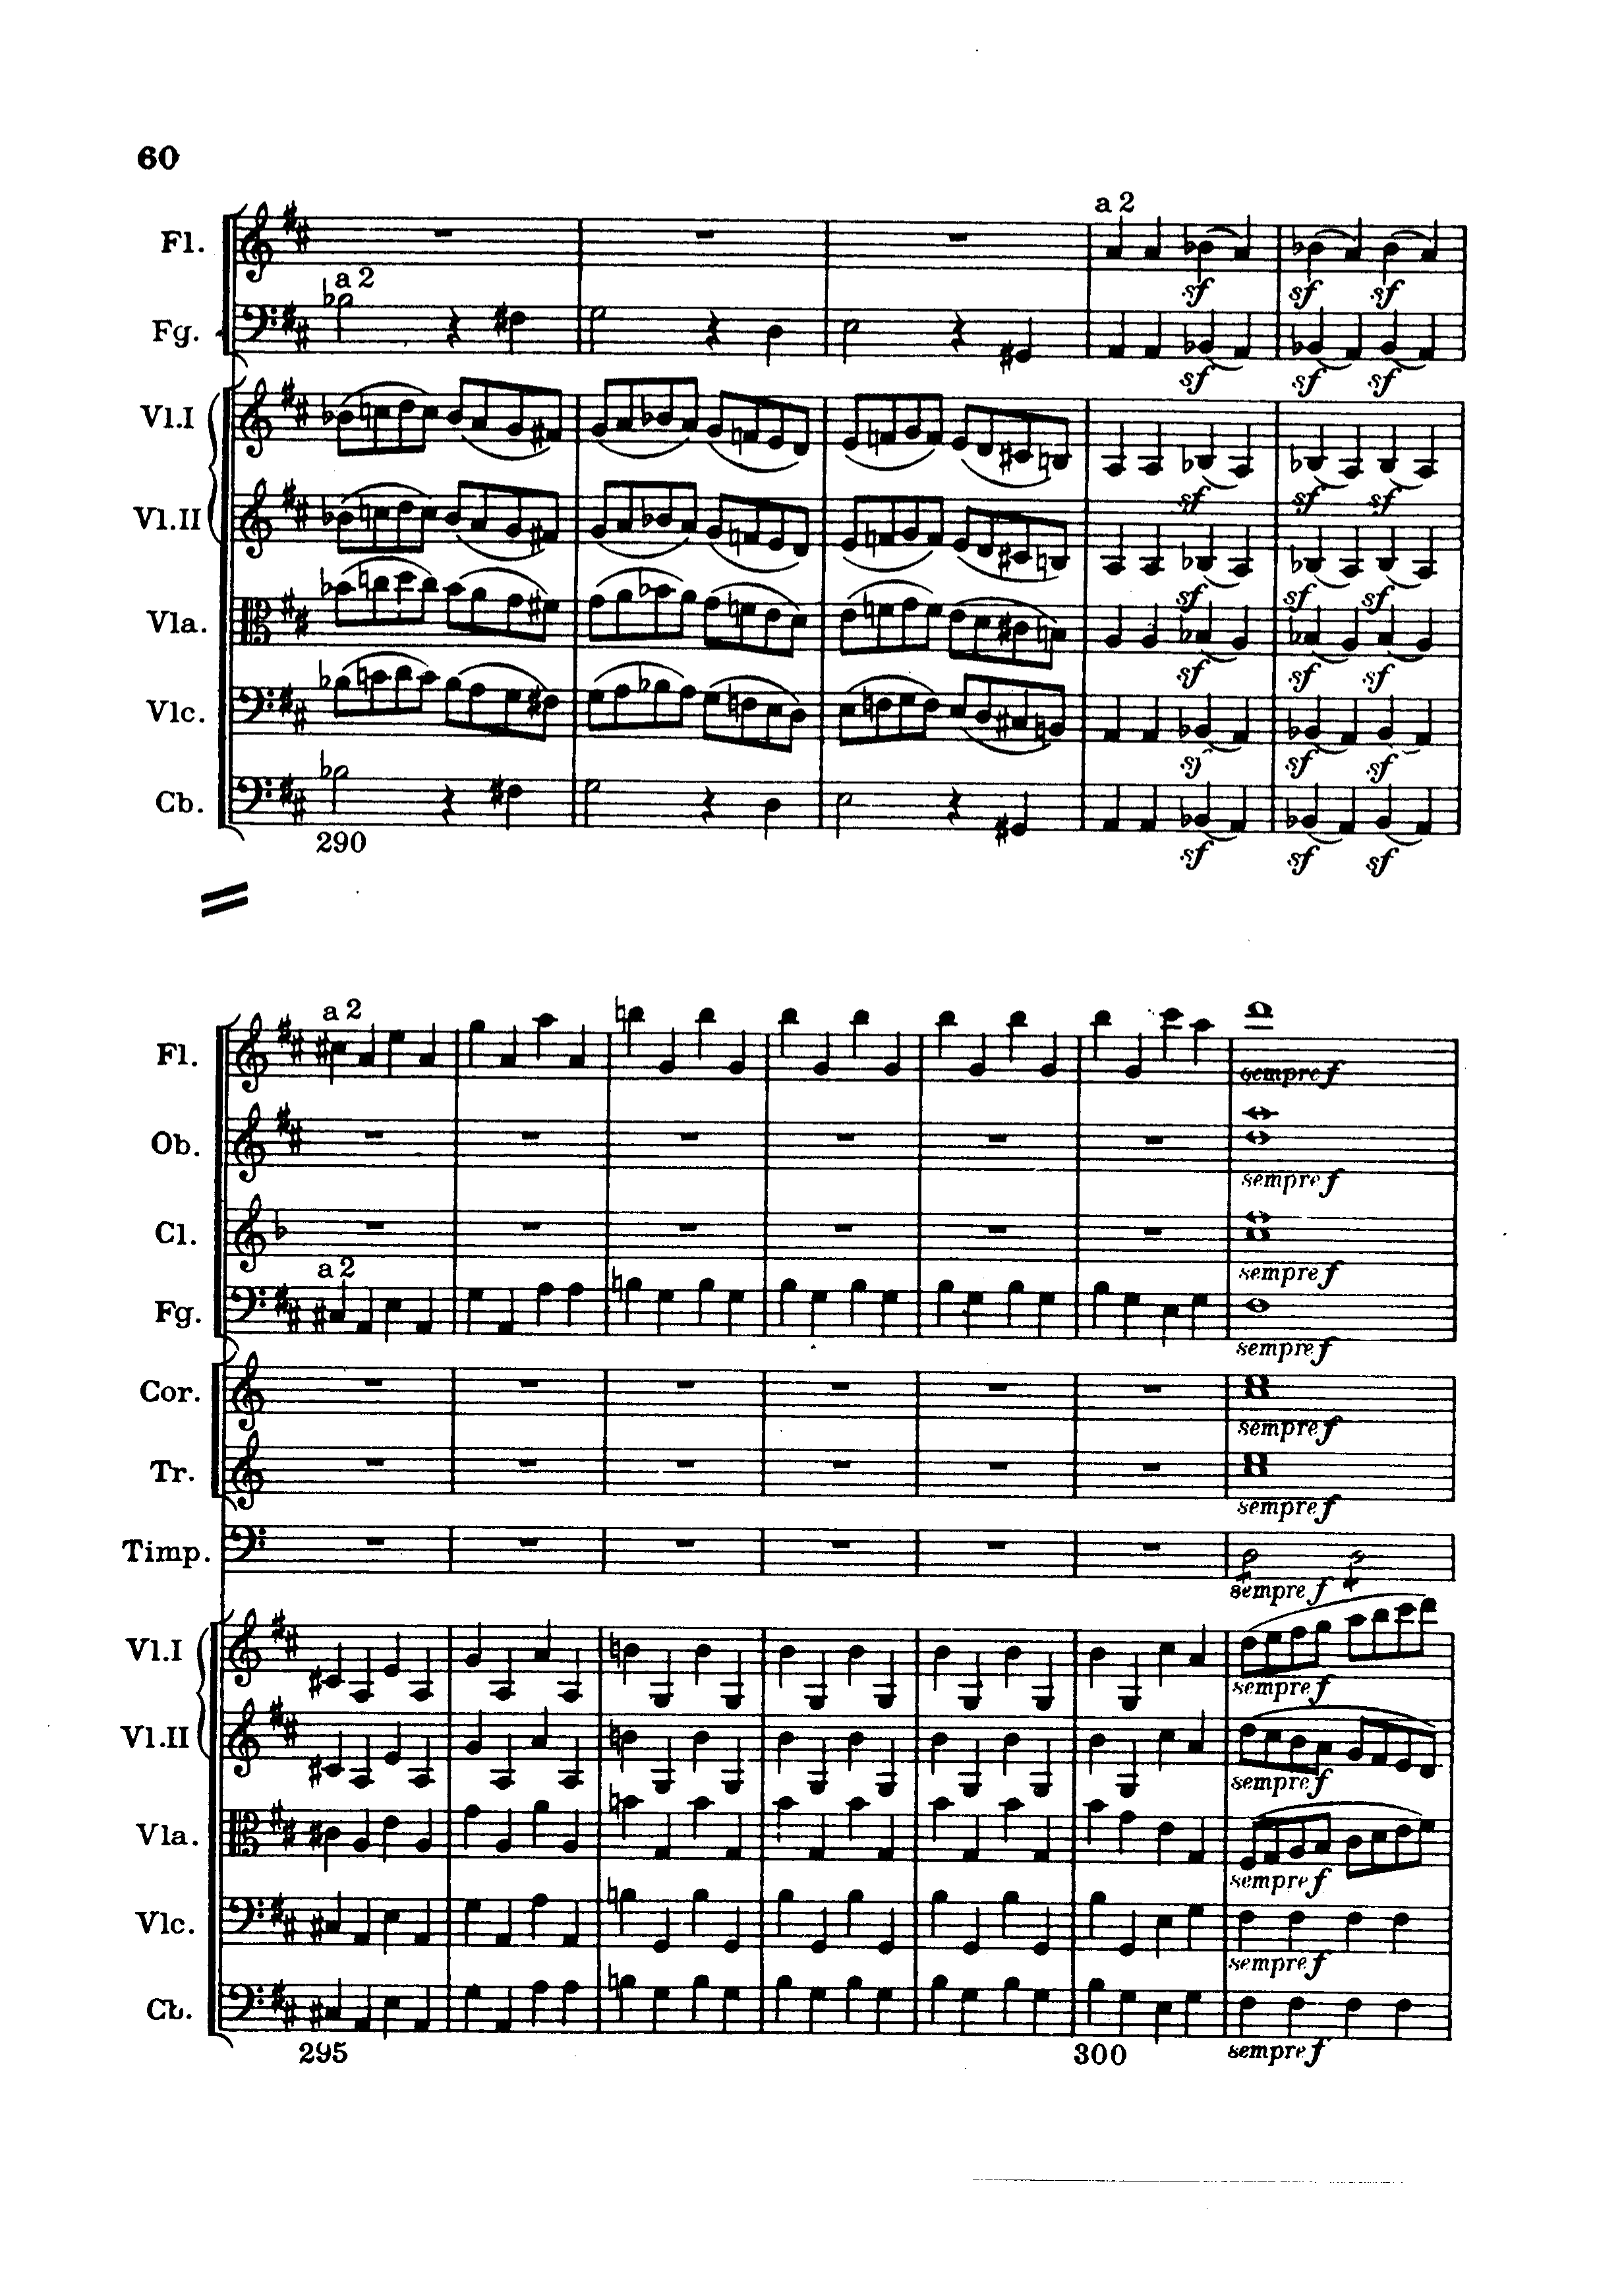 60
a 2
Fl.
sf sf sf
a 2
Fg.
sf sf sf
Vl.I
sf sf sf
Vl.II
sf sf sf
Vla.
sf sf sf
Vlc.
sf sf sf
Cb.
290
sf sf sf
a 2
Fl.
sempre f
Ob.
sempre f
Cl.
sempre f
a 2
Fg.
sempre f
Cor.
sempre f
Tr.
sempre f
Timp.
sempre f
Vl.I
sempre f
Vl.II
sempre f
Vla.
sempre f
Vlc.
sempre f
Cb.
295 300 sempre f